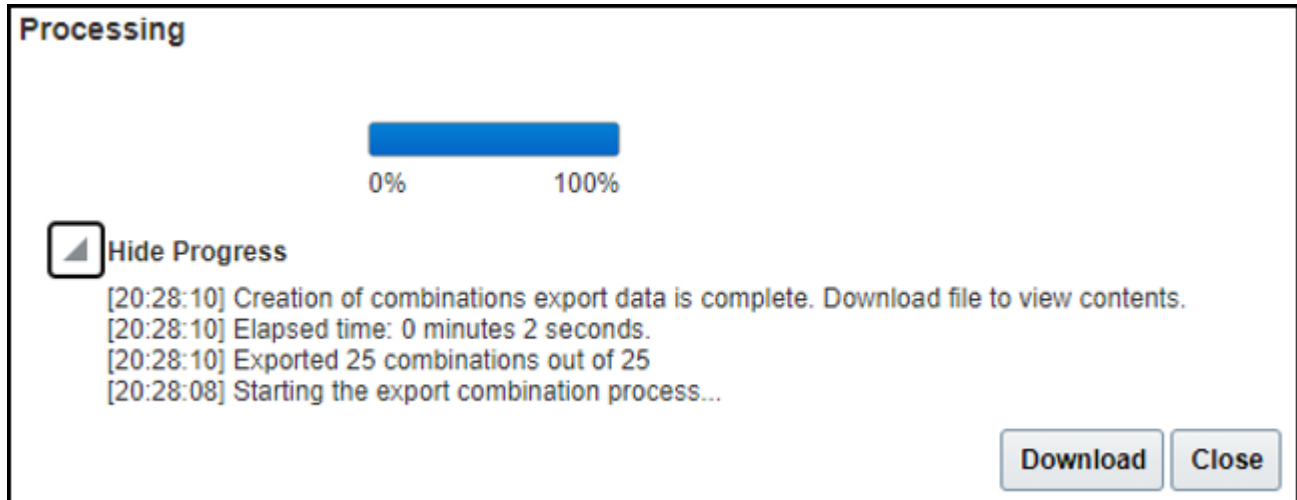 Processing
0% 100%
Hide Progress
[20:28:10] Creation of combinations export data is complete. Download file to view contents.
[20:28:10] Elapsed time: 0 minutes 2 seconds.
[20:28:10] Exported 25 combinations out of 25
[20:28:08] Starting the export combination process...
Download Close